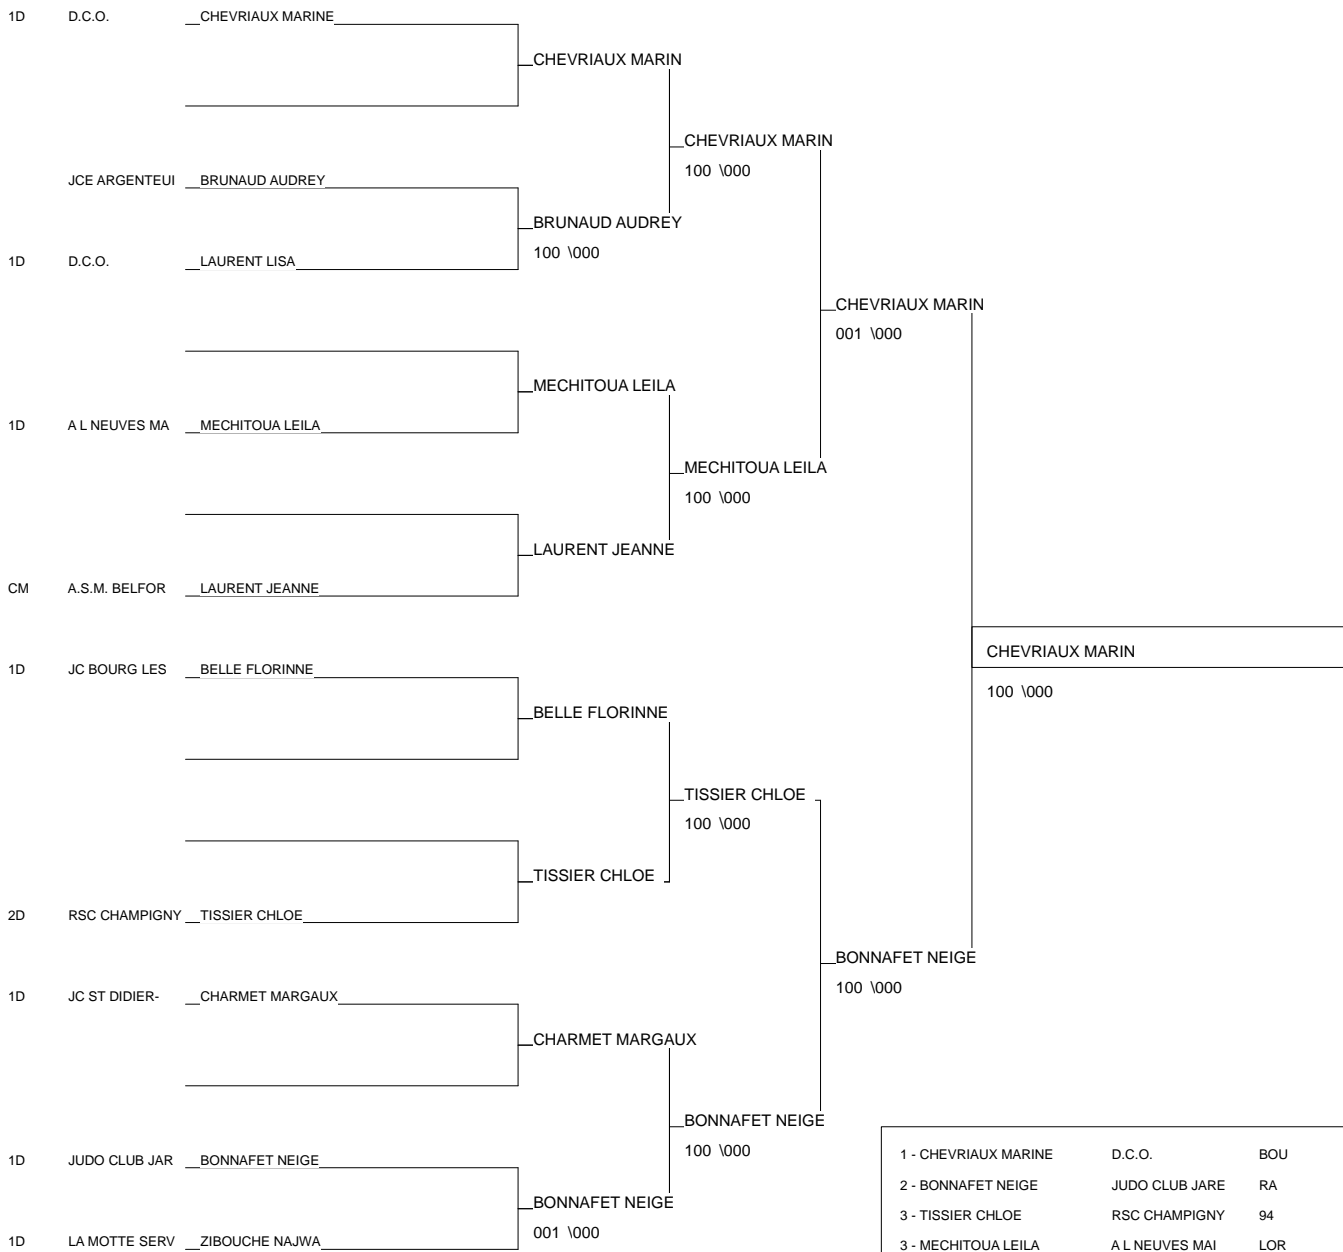 1D D.C.O. CHEVRIAUX MARINE
CHEVRIAUX MARIN
CHEVRIAUX MARIN
100 \000
JCE ARGENTEUI BRUNAUD AUDREY
BRUNAUD AUDREY
100 \000
1D D.C.O. LAURENT LISA
CHEVRIAUX MARIN
001 \000
MECHITOUA LEILA
1D A L NEUVES MA MECHITOUA LEILA
MECHITOUA LEILA
100 \000
LAURENT JEANNE
CM A.S.M. BELFOR LAURENT JEANNE
CHEVRIAUX MARIN
100 \000
1D JC BOURG LES BELLE FLORINNE
BELLE FLORINNE
TISSIER CHLOE
100 \000
TISSIER CHLOE
2D RSC CHAMPIGNY TISSIER CHLOE
BONNAFET NEIGE
100 \000
1D JC ST DIDIER- CHARMET MARGAUX
CHARMET MARGAUX
BONNAFET NEIGE
100 \000
1D JUDO CLUB JAR BONNAFET NEIGE
BONNAFET NEIGE
001 \000
1D LA MOTTE SERV ZIBOUCHE NAJWA
1 - CHEVRIAUX MARINE D.C.O. BOU
2 - BONNAFET NEIGE JUDO CLUB JARE RA
3 - TISSIER CHLOE RSC CHAMPIGNY 94
3 - MECHITOUA LEILA A L NEUVES MAI LOR